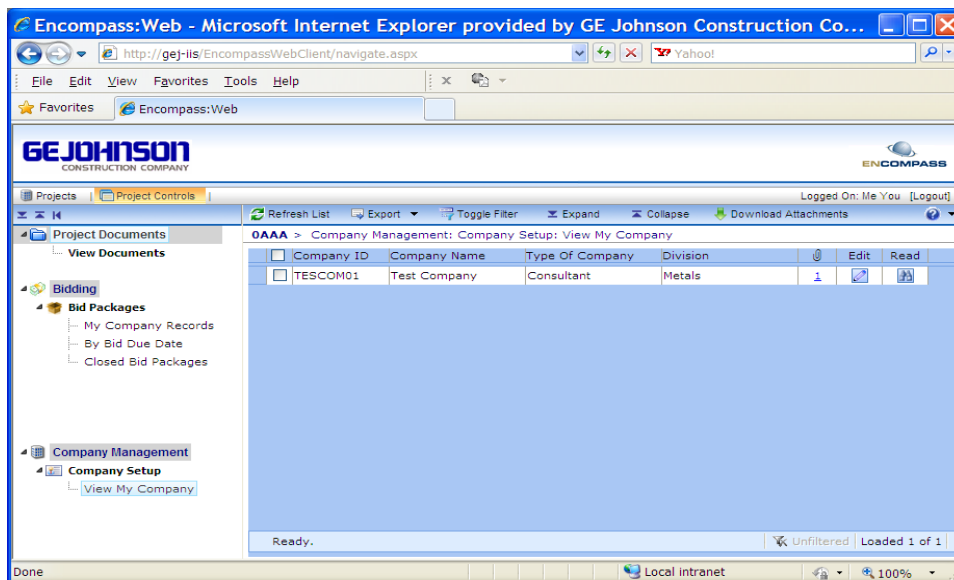 Encompass:Web - Microsoft Internet Explorer provided by GE Johnson Construction Co...
http://gej-iis/EncompassWebClient/navigate.aspx
Yahoo!
File Edit View Favorites Tools Help
Favorites Encompass:Web
GE JOHNSON
CONSTRUCTION COMPANY
ENCOMPASS
Projects | Project Controls | Logged On: Me You [Logout]
Refresh List Export Toggle Filter Expand Collapse Download Attachments
Project Documents
View Documents
Bidding
Bid Packages
My Company Records
By Bid Due Date
Closed Bid Packages
Company Management
Company Setup
View My Company
0AAA > Company Management: Company Setup: View My Company
Company ID Company Name Type Of Company Division Edit Read
TESCOM01 Test Company Consultant Metals 1
Ready. Unfiltered Loaded 1 of 1
Done Local intranet 100%